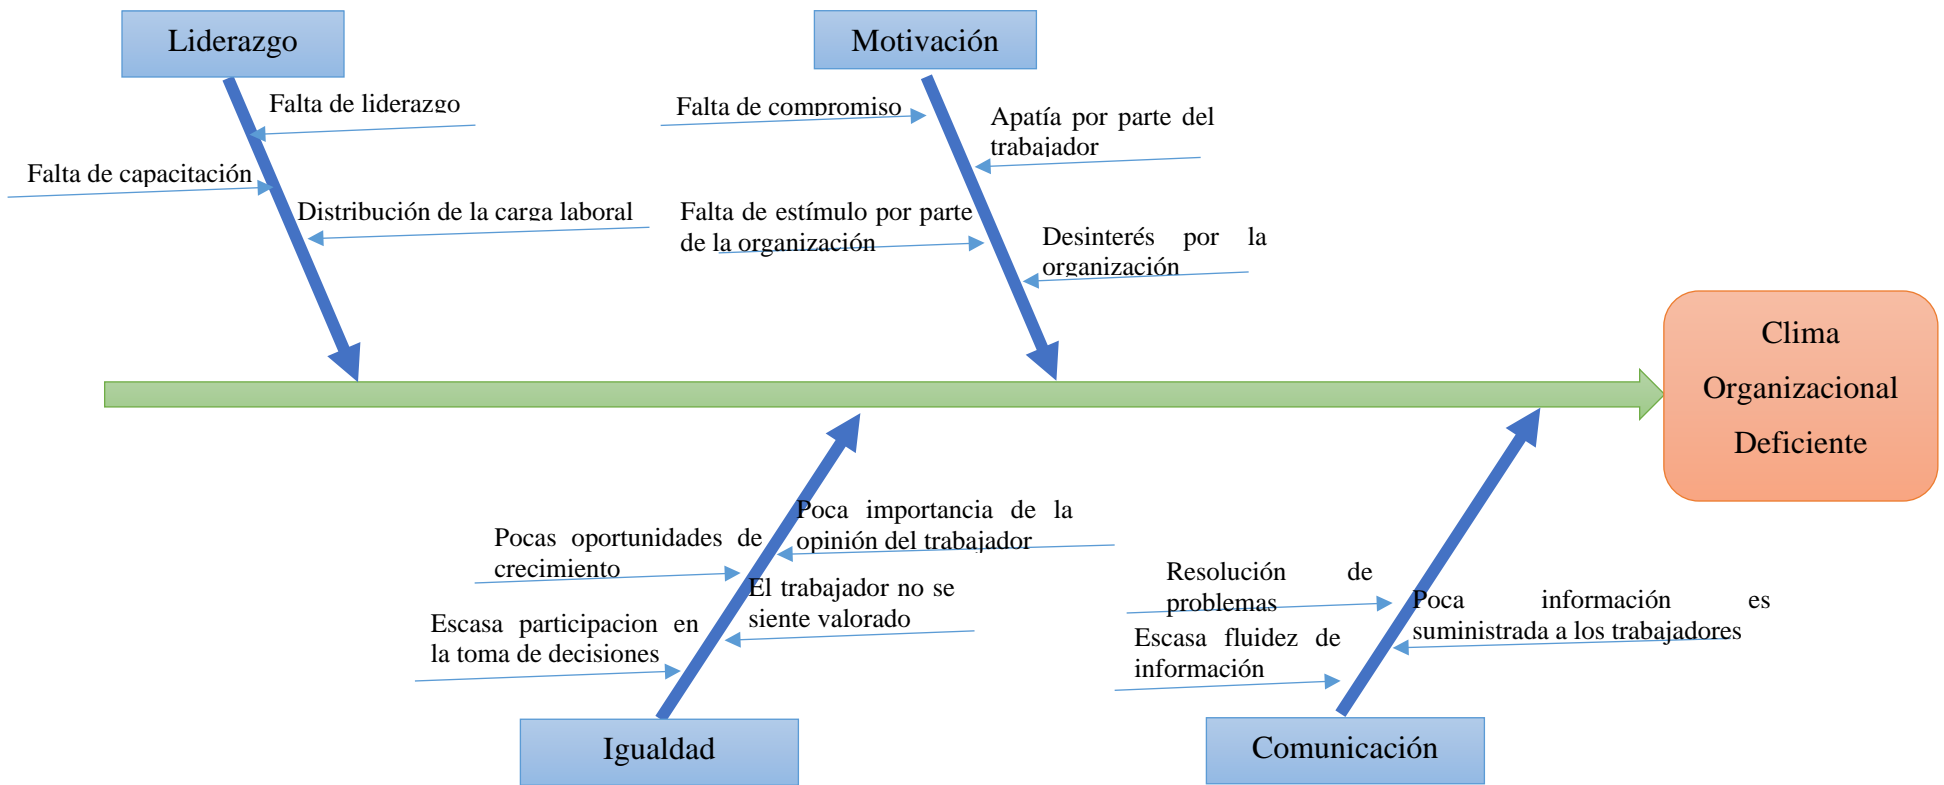 Liderazgo
Motivación
Falta de liderazgo
Falta de compromiso
Apatía por parte del
trabajador
Falta de capacitación
Distribución de la carga laboral
Falta de estímulo por parte
de la organización
Desinterés por la
organización
Clima
Organizacional
Deficiente
Pocas oportunidades de
crecimiento
Poca importancia de la
opinión del trabajador
El trabajador no se
siente valorado
Escasa participacion en
la toma de decisiones
Resolución de
problemas
Poca información es
suministrada a los trabajadores
Escasa fluidez de
información
Igualdad
Comunicación